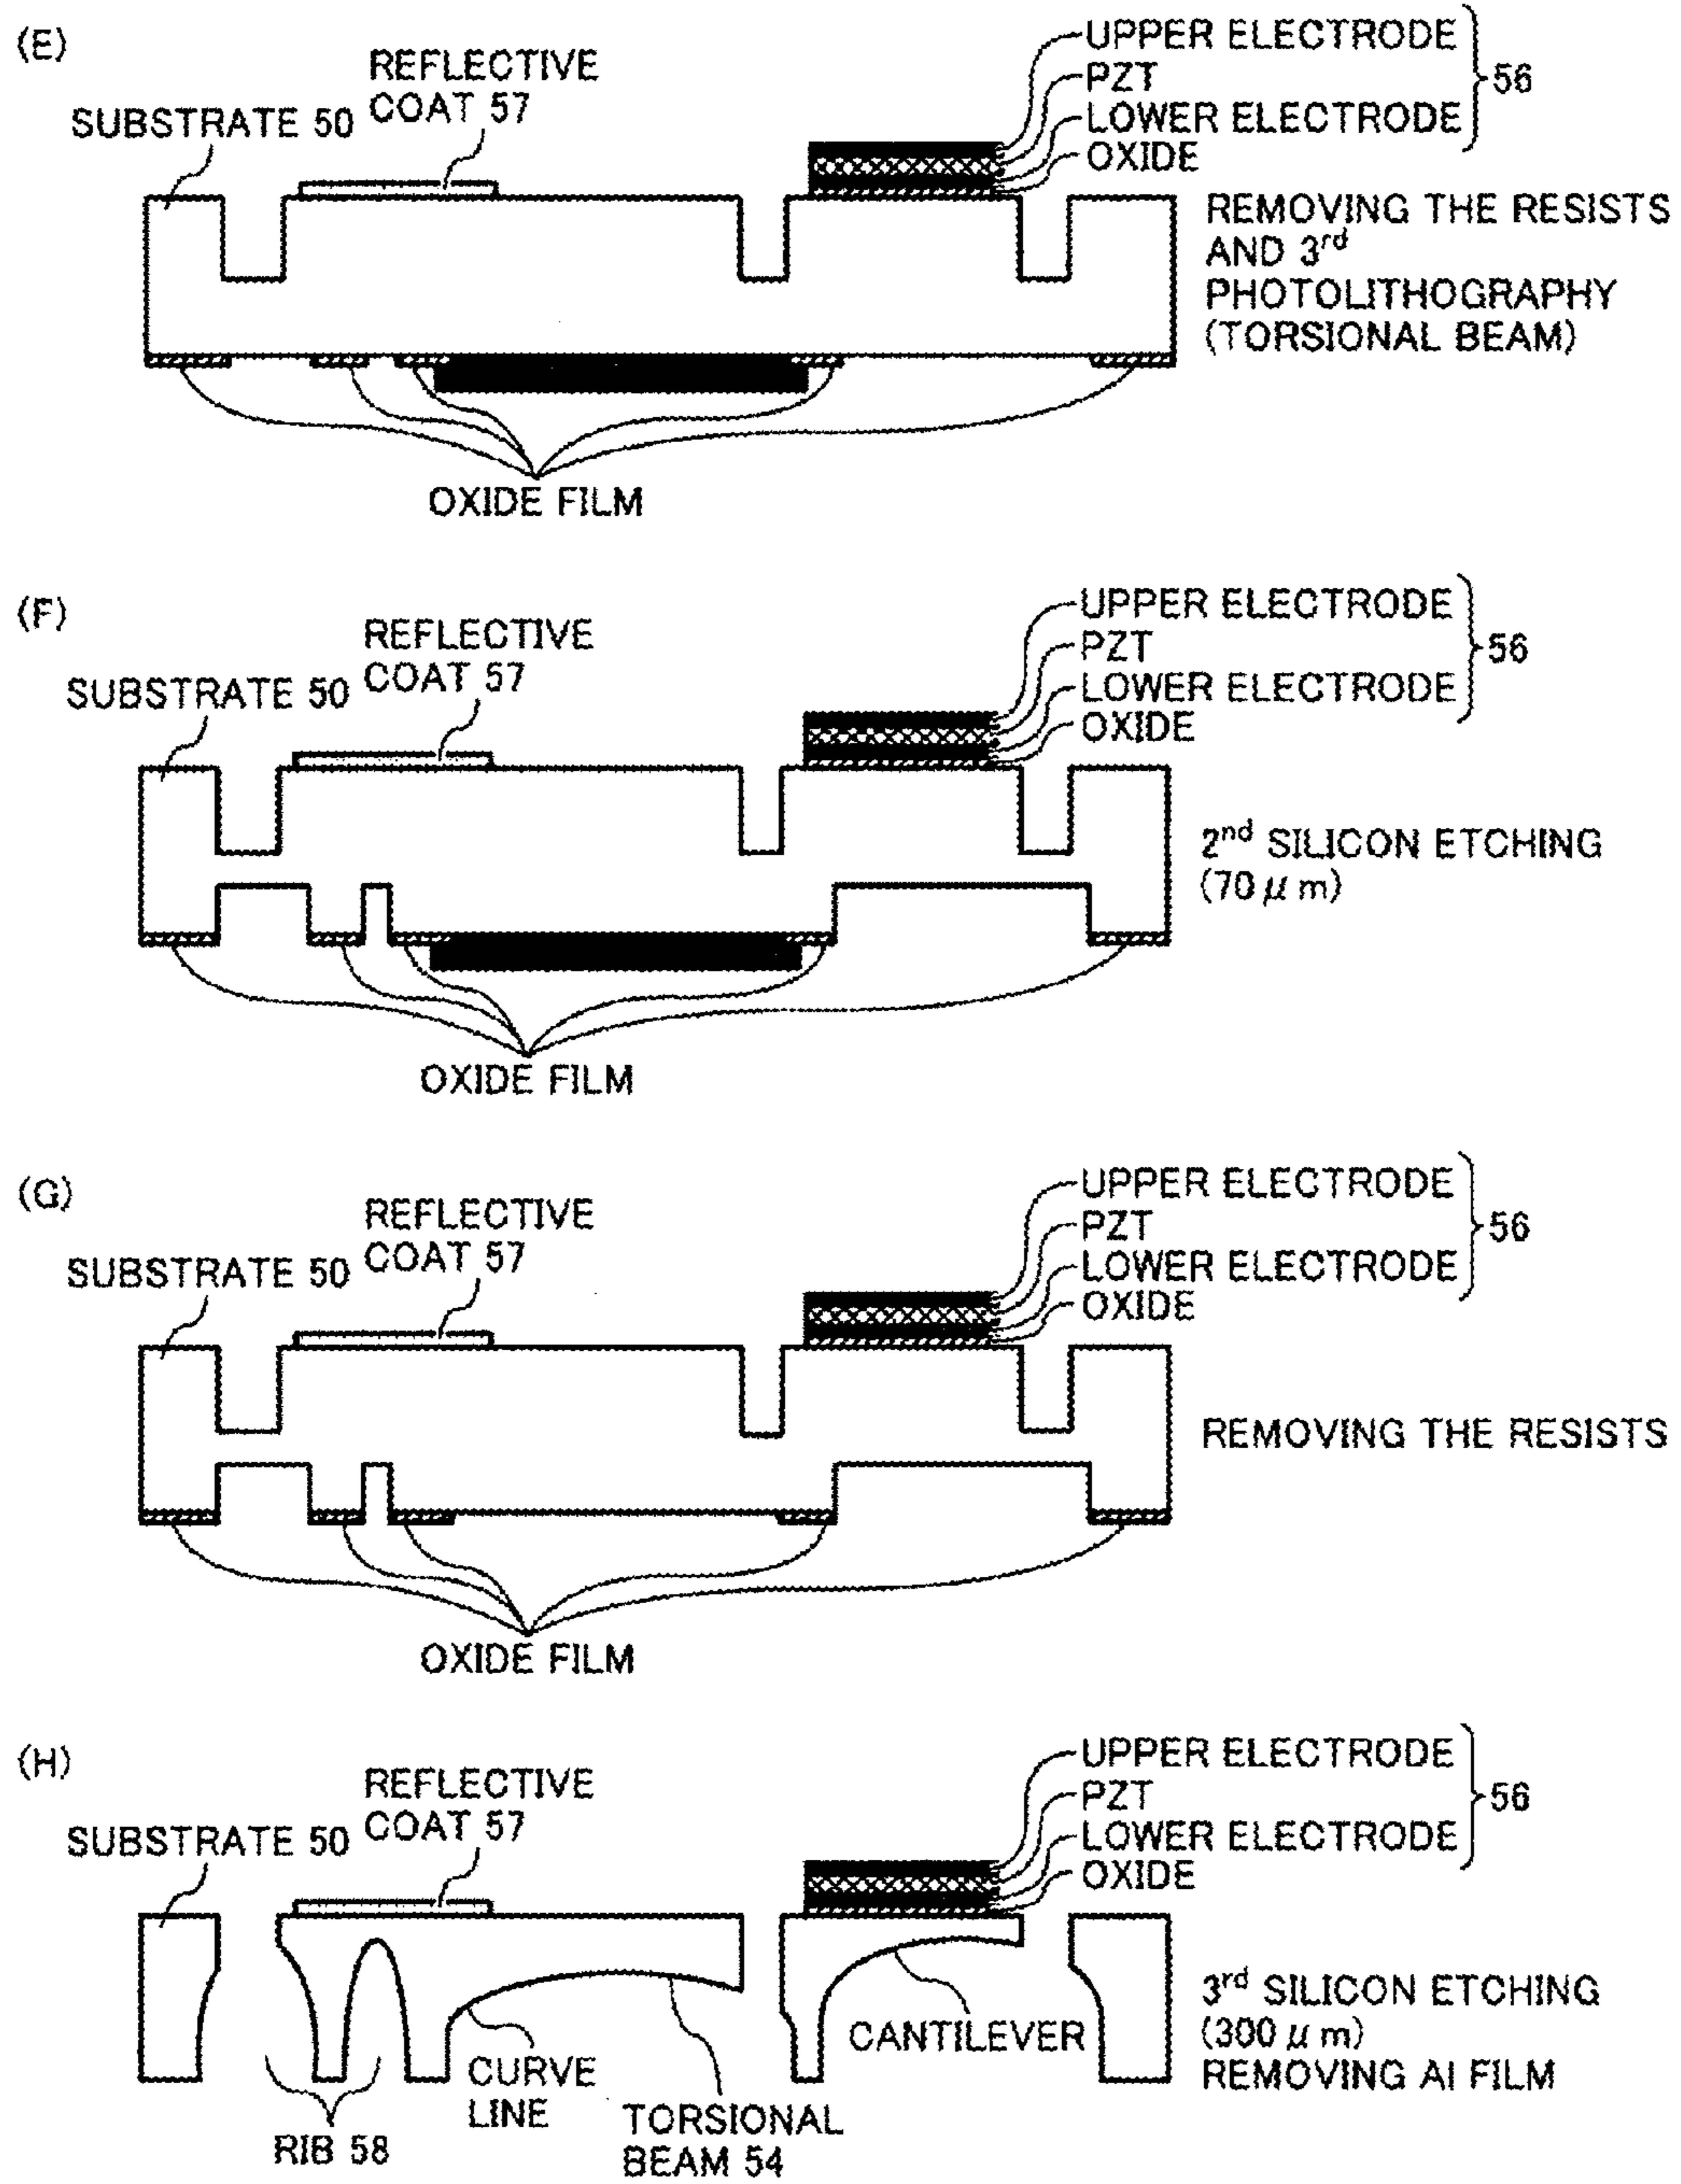 (E)
REFLECTIVE
COAT 57
SUBSTRATE 50
UPPER ELECTRODE
PZT
LOWER ELECTRODE
OXIDE
56
REMOVING THE RESISTS
AND 3rd
PHOTOLITHOGRAPHY
(TORSIONAL BEAM)
OXIDE FILM
(F)
REFLECTIVE
COAT 57
SUBSTRATE 50
UPPER ELECTRODE
PZT
LOWER ELECTRODE
OXIDE
56
2nd SILICON ETCHING
(70 μm)
OXIDE FILM
(G)
REFLECTIVE
COAT 57
SUBSTRATE 50
UPPER ELECTRODE
PZT
LOWER ELECTRODE
OXIDE
56
REMOVING THE RESISTS
OXIDE FILM
(H)
REFLECTIVE
COAT 57
SUBSTRATE 50
UPPER ELECTRODE
PZT
LOWER ELECTRODE
OXIDE
56
3rd SILICON ETCHING
(300 μm)
REMOVING Al FILM
CANTILEVER
CURVE
LINE
TORSIONAL
BEAM 54
RIB 58